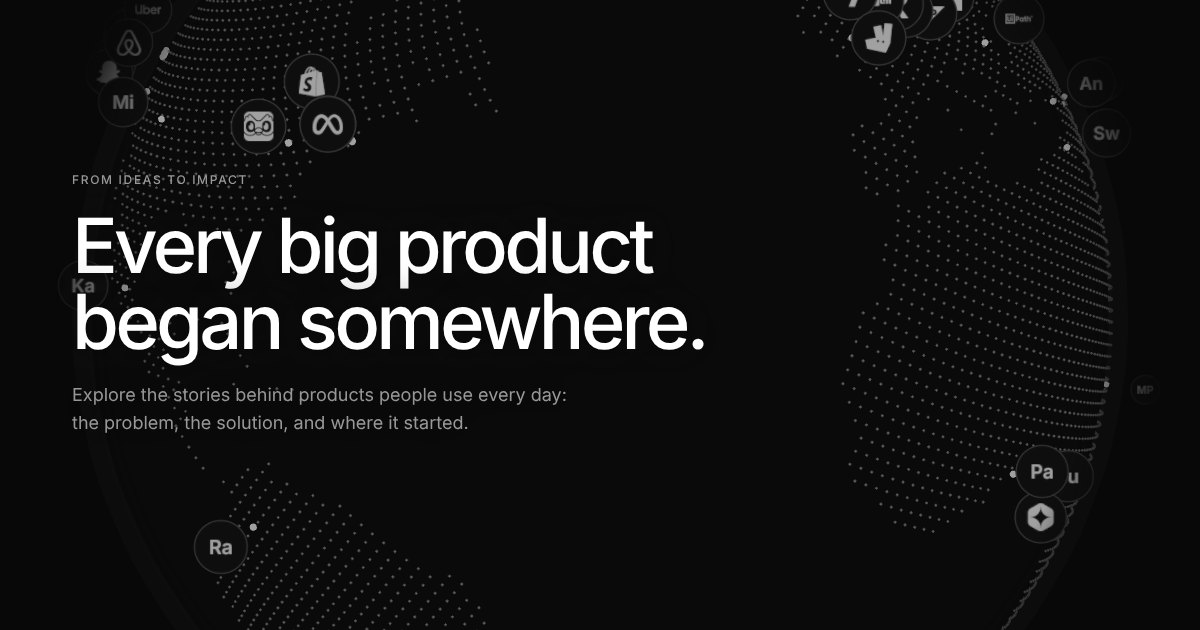 Uber
UiPath
Mi
An
Sw
FROM IDEAS TO IMPACT
Every big product
Ka
began somewhere.
MP
Explore the stories behind products people use every day:
the problem, the solution, and where it started.
Pa
u
Ra